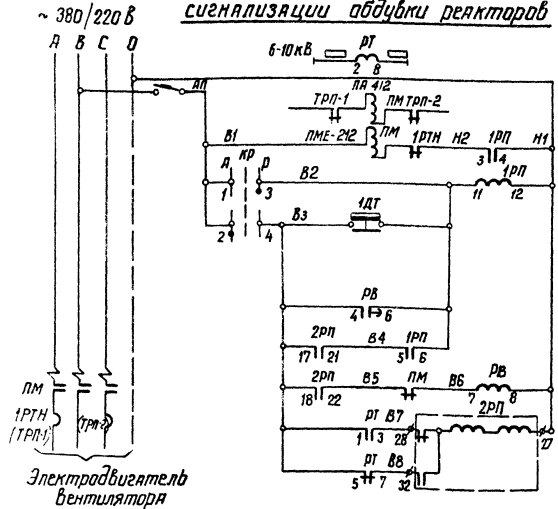 ~ 380/220 В
сигнализации обдувки реакторов
А В С О
6-10кВ РТ
2 8
АП
ПА 412
ТРП-1 ПМ ТРП-2
В1 ПМЕ-212 ПМ 1РТН Н2 1РП Н1
3 4
КР
А Р В2 1РП
1 3 11 12
В3 1ДТ
2 4
РВ
4 6
2РП В4 1РП
17 21 5 6
2РП В5 ПМ В6 РВ
18 22 7 8
ПМ
1РТН
(ТРП-1) (ТРП-2)
РТ В7 2РП
1 3 28 27
РТ В8
5 7 32
Электродвигатель
вентилятора